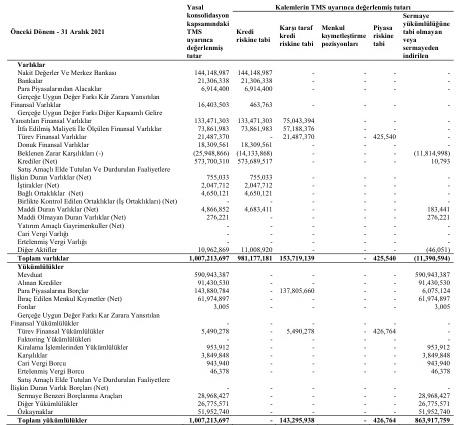 Kalemlerin TMS uyarınca değerlenmiş tutarı
Önceki Dönem - 31 Aralık 2021 Yasal konsolidasyon kapsamındaki TMS uyarınca değerlenmiş tutar Kredi riskine tabi Karşı taraf kredi riskine tabi Menkul kıymetleştirme pozisyonları Piyasa riskine tabi Sermaye yükümlülüğüne tabi olmayan veya sermayeden indirilen
Varlıklar
Nakit Değerler Ve Merkez Bankası 144,148,987 144,148,987 - - - -
Bankalar 21,306,338 21,306,338 - - - -
Para Piyasalarından Alacaklar 6,914,400 6,914,400 - - - -
Gerçeğe Uygun Değer Farkı Kâr Zarara Yansıtılan
Finansal Varlıklar 16,403,503 463,763 - - - -
Gerçeğe Uygun Değer Farkı Diğer Kapsamlı Gelire
Yansıtılan Finansal Varlıklar 133,471,303 133,471,303 75,043,394 - - -
İtfa Edilmiş Maliyeti İle Ölçülen Finansal Varlıklar 73,861,983 73,861,983 57,188,376 - - -
Türev Finansal Varlıklar 21,487,370 - 21,487,370 - 425,540 -
Donuk Finansal Varlıklar 18,309,561 18,309,561 - - - -
Beklenen Zarar Karşılıkları (-) (25,948,866) (14,133,868) - - - (11,814,998)
Krediler (Net) 573,700,310 573,689,517 - - - 10,793
Satış Amaçlı Elde Tutulan Ve Durdurulan Faaliyetlere
İlişkin Duran Varlıklar (Net) 755,033 755,033 - - - -
İştirakler (Net) 2,047,712 2,047,712 - - - -
Bağlı Ortaklıklar (Net) 4,650,121 4,650,121 - - - -
Birlikte Kontrol Edilen Ortaklıklar (İş Ortaklıkları) (Net) - - - - - -
Maddi Duran Varlıklar (Net) 4,866,852 4,683,411 - - - 183,441
Maddi Olmayan Duran Varlıklar (Net) 276,221 - - - - 276,221
Yatırım Amaçlı Gayrimenkuller (Net) - - - - - -
Cari Vergi Varlığı - - - - - -
Ertelenmiş Vergi Varlığı - - - - - -
Diğer Aktifler 10,962,869 11,008,920 - - - (46,051)
Toplam varlıklar 1,007,213,697 981,177,181 153,719,139 - 425,540 (11,390,594)
Yükümlülükler
Mevduat 590,943,387 - - - - 590,943,387
Alınan Krediler 91,430,530 - - - - 91,430,530
Para Piyasalarına Borçlar 143,880,784 - 137,805,660 - - 6,075,124
İhraç Edilen Menkul Kıymetler (Net) 61,974,897 - - - - 61,974,897
Fonlar 3,005 - - - - 3,005
Gerçeğe Uygun Değer Farkı Kar Zarara Yansıtılan
Finansal Yükümlülükler - - - - - -
Türev Finansal Yükümlülükler 5,490,278 - 5,490,278 - 426,764 -
Faktoring Yükümlülükleri - - - - - -
Kiralama İşlemlerinden Yükümlülükler 953,912 - - - - 953,912
Karşılıklar 3,849,848 - - - - 3,849,848
Cari Vergi Borcu 943,940 - - - - 943,940
Ertelenmiş Vergi Borcu 46,378 - - - - 46,378
Satış Amaçlı Elde Tutulan Ve Durdurulan Faaliyetlere
İlişkin Duran Varlık Borçları (Net) - - - - - -
Sermaye Benzeri Borçlanma Araçları 28,968,427 - - - - 28,968,427
Diğer Yükümlülükler 26,775,571 - - - - 26,775,571
Özkaynaklar 51,952,740 - - - - 51,952,740
Toplam yükümlülükler 1,007,213,697 - 143,295,938 - 426,764 863,917,759